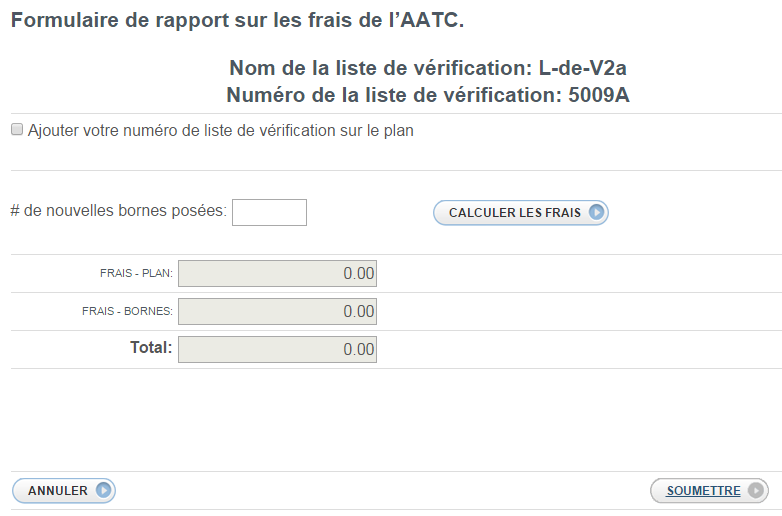 Formulaire de rapport sur les frais de l’AATC.
Nom de la liste de vérification: L-de-V2a
Numéro de la liste de vérification: 5009A
Ajouter votre numéro de liste de vérification sur le plan
# de nouvelles bornes posées:
CALCULER LES FRAIS
FRAIS - PLAN: 0.00
FRAIS - BORNES: 0.00
Total: 0.00
ANNULER
SOUMETTRE